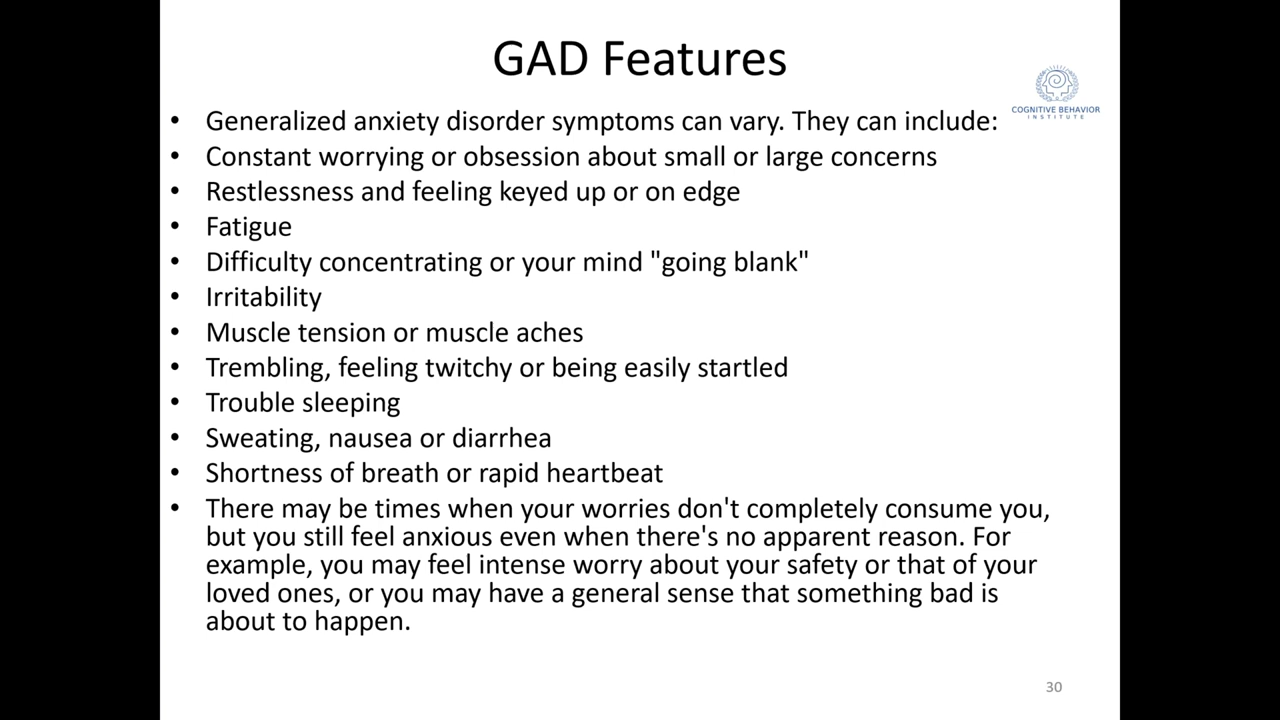 GAD Features
COGNITIVE BEHAVIOR
INSTITUTE
• Generalized anxiety disorder symptoms can vary. They can include:
• Constant worrying or obsession about small or large concerns
• Restlessness and feeling keyed up or on edge
• Fatigue
• Difficulty concentrating or your mind "going blank"
• Irritability
• Muscle tension or muscle aches
• Trembling, feeling twitchy or being easily startled
• Trouble sleeping
• Sweating, nausea or diarrhea
• Shortness of breath or rapid heartbeat
• There may be times when your worries don't completely consume you,
but you still feel anxious even when there's no apparent reason. For
example, you may feel intense worry about your safety or that of your
loved ones, or you may have a general sense that something bad is
about to happen.
30